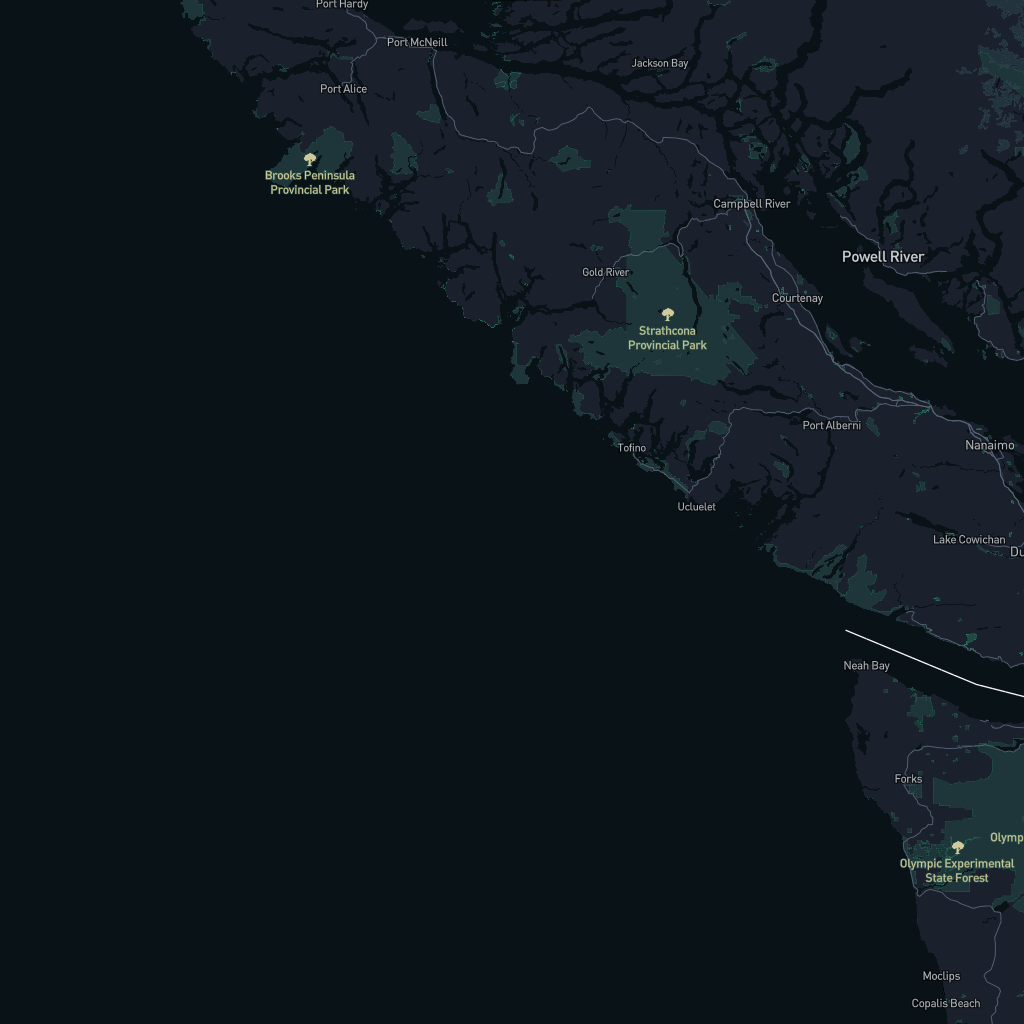 Port Hardy
Port McNeill
Jackson Bay
Port Alice
Brooks Peninsula
Provincial Park
Campbell River
Powell River
Gold River
Courtenay
Strathcona
Provincial Park
Port Alberni
Nanaimo
Tofino
Ucluelet
Lake Cowichan
Du
Neah Bay
Forks
Olymp
Olympic Experimental
State Forest
Moclips
Copalis Beach